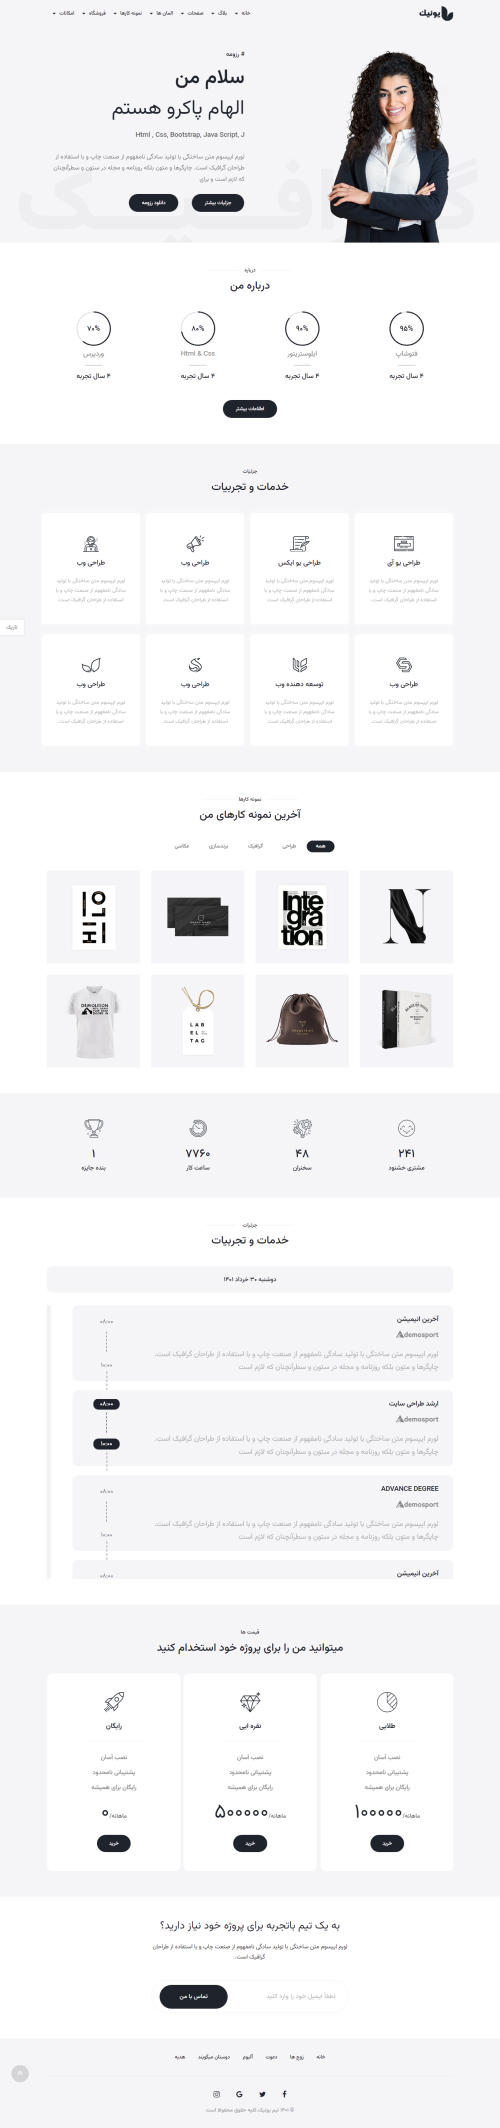 یونیک
خانه
بلاگ
صفحات
المان ها
نمونه کارها
فروشگاه
امکانات
# رزومه
سلام من
الهام پاکرو هستم
Html , Css, Bootstrap, Java Script, J
لورم ایپسوم متن ساختگی با تولید سادگی نامفهوم از صنعت چاپ و با استفاده از
طراحان گرافیک است. چاپگرها و متون بلکه روزنامه و مجله در ستون و سطرآنچنان
که لازم است و برای
جزئیات بیشتر
دانلود رزومه
گرافیک
درباره
درباره من
۹۵%
۹۰%
۸۰%
۷۰%
فتوشاپ
ایلوستریتور
Html & Css
وردپرس
۴ سال تجربه
۴ سال تجربه
۴ سال تجربه
۴ سال تجربه
اطلاعات بیشتر
جزئیات
خدمات و تجربیات
طراحی یو آی
طراحی یو ایکس
طراحی وب
طراحی وب
لورم ایپسوم متن ساختگی با تولید
سادگی نامفهوم از صنعت چاپ و با
استفاده از طراحان گرافیک است.
لورم ایپسوم متن ساختگی با تولید
سادگی نامفهوم از صنعت چاپ و با
استفاده از طراحان گرافیک است.
لورم ایپسوم متن ساختگی با تولید
سادگی نامفهوم از صنعت چاپ و با
استفاده از طراحان گرافیک است.
لورم ایپسوم متن ساختگی با تولید
سادگی نامفهوم از صنعت چاپ و با
استفاده از طراحان گرافیک است.
تاریک
طراحی وب
توسعه دهنده وب
طراحی وب
طراحی وب
لورم ایپسوم متن ساختگی با تولید
سادگی نامفهوم از صنعت چاپ و با
استفاده از طراحان گرافیک است.
لورم ایپسوم متن ساختگی با تولید
سادگی نامفهوم از صنعت چاپ و با
استفاده از طراحان گرافیک است.
لورم ایپسوم متن ساختگی با تولید
سادگی نامفهوم از صنعت چاپ و با
استفاده از طراحان گرافیک است.
لورم ایپسوم متن ساختگی با تولید
سادگی نامفهوم از صنعت چاپ و با
استفاده از طراحان گرافیک است.
نمونه کارها
آخرین نمونه کارهای من
همه
طراحی
گرافیک
برندسازی
عکاسی
Inte
gra
tion
DEMOLITION
LAB
EL
TAG
۲۴۱
۴۸
۷۷۶۰
۱
مشتری خشنود
سخنران
ساعت کار
بنده جایزه
جزئیات
خدمات و تجربیات
دوشنبه ۳۰ خرداد ۱۴۰۱
آخرین انیمیشن
۰۸:۰۰
demosport
لورم ایپسوم متن ساختگی با تولید سادگی نامفهوم از صنعت چاپ و با استفاده از طراحان گرافیک است.
چاپگرها و متون بلکه روزنامه و مجله در ستون و سطرآنچنان که لازم است
۱۰:۰۰
ارشد طراحی سایت
۰۸:۰۰
demosport
لورم ایپسوم متن ساختگی با تولید سادگی نامفهوم از صنعت چاپ و با استفاده از طراحان گرافیک است.
چاپگرها و متون بلکه روزنامه و مجله در ستون و سطرآنچنان که لازم است
۱۰:۰۰
ADVANCE DEGREE
۰۸:۰۰
demosport
لورم ایپسوم متن ساختگی با تولید سادگی نامفهوم از صنعت چاپ و با استفاده از طراحان گرافیک است.
چاپگرها و متون بلکه روزنامه و مجله در ستون و سطرآنچنان که لازم است
۱۰:۰۰
آخرین انیمیشن
۰۸:۰۰
قیمت ها
میتوانید من را برای پروژه خود استخدام کنید
طلایی
نقره ایی
رایگان
نصب آسان
نصب آسان
نصب آسان
پشتیبانی نامحدود
پشتیبانی نامحدود
پشتیبانی نامحدود
رایگان برای همیشه
رایگان برای همیشه
رایگان برای همیشه
۱۰۰۰۰۰/ماهانه
۵۰۰۰۰۰/ماهانه
۰/ماهانه
خرید
خرید
خرید
به یک تیم باتجربه برای پروژه خود نیاز دارید؟
لورم ایپسوم متن ساختگی با تولید سادگی نامفهوم از صنعت چاپ و با استفاده از طراحان
گرافیک است.
لطفاً ایمیل خود را وارد کنید
تماس با من
خانه
زوج ها
دعوت
آلبوم
دوستان میگویند
هدیه
© ۱۴۰۱ تیم یونیک.کلیه حقوق محفوظ است